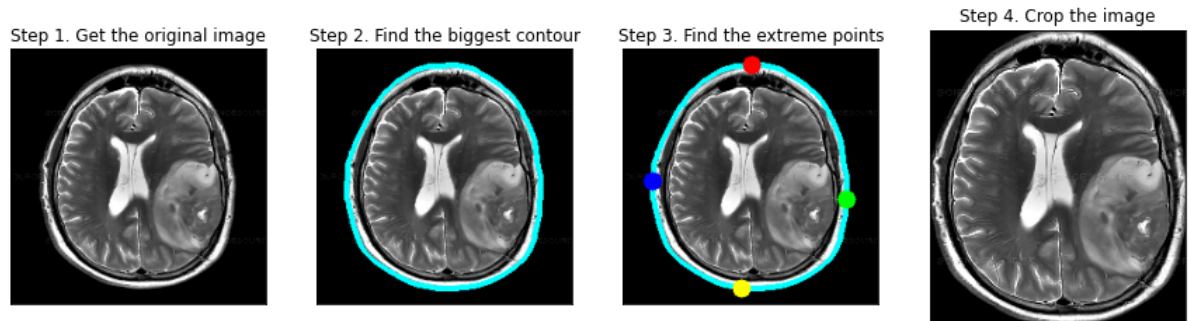 Step 1. Get the original image
Step 2. Find the biggest contour
Step 3. Find the extreme points
Step 4. Crop the image